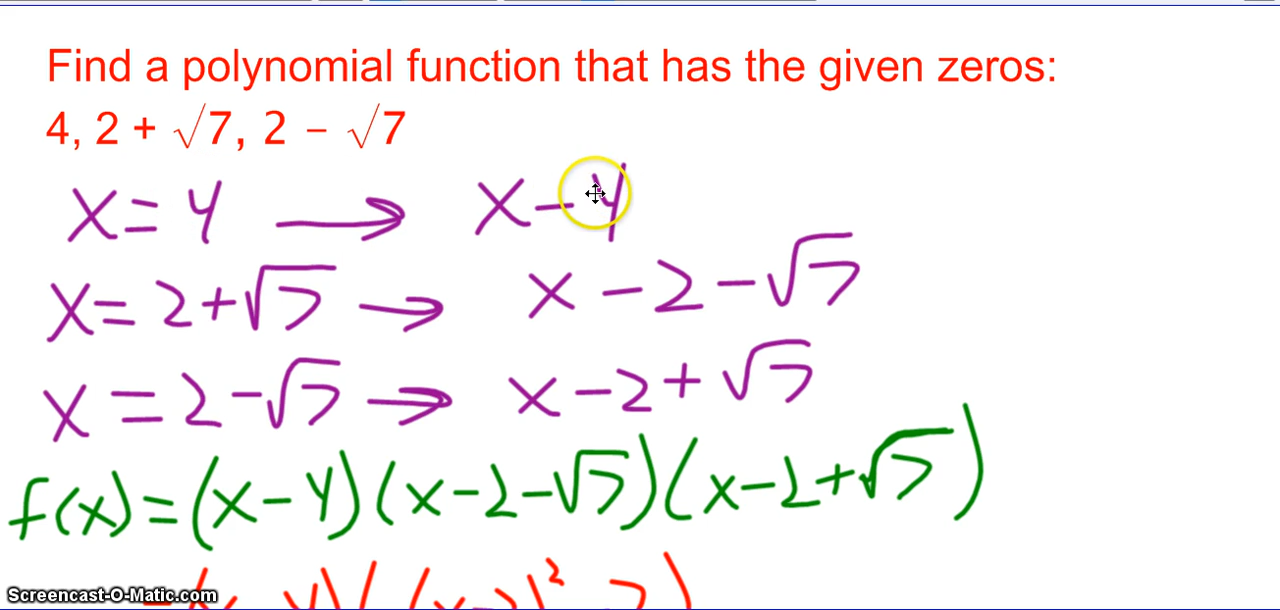 Find a polynomial function that has the given zeros:
4, 2 + √7, 2 − √7
x = 4 → x − 4
x = 2 + √7 → x − 2 − √7
x = 2 − √7 → x − 2 + √7
f(x) = (x − 4)(x − 2 − √7)(x − 2 + √7)
Screencast-O-Matic.com